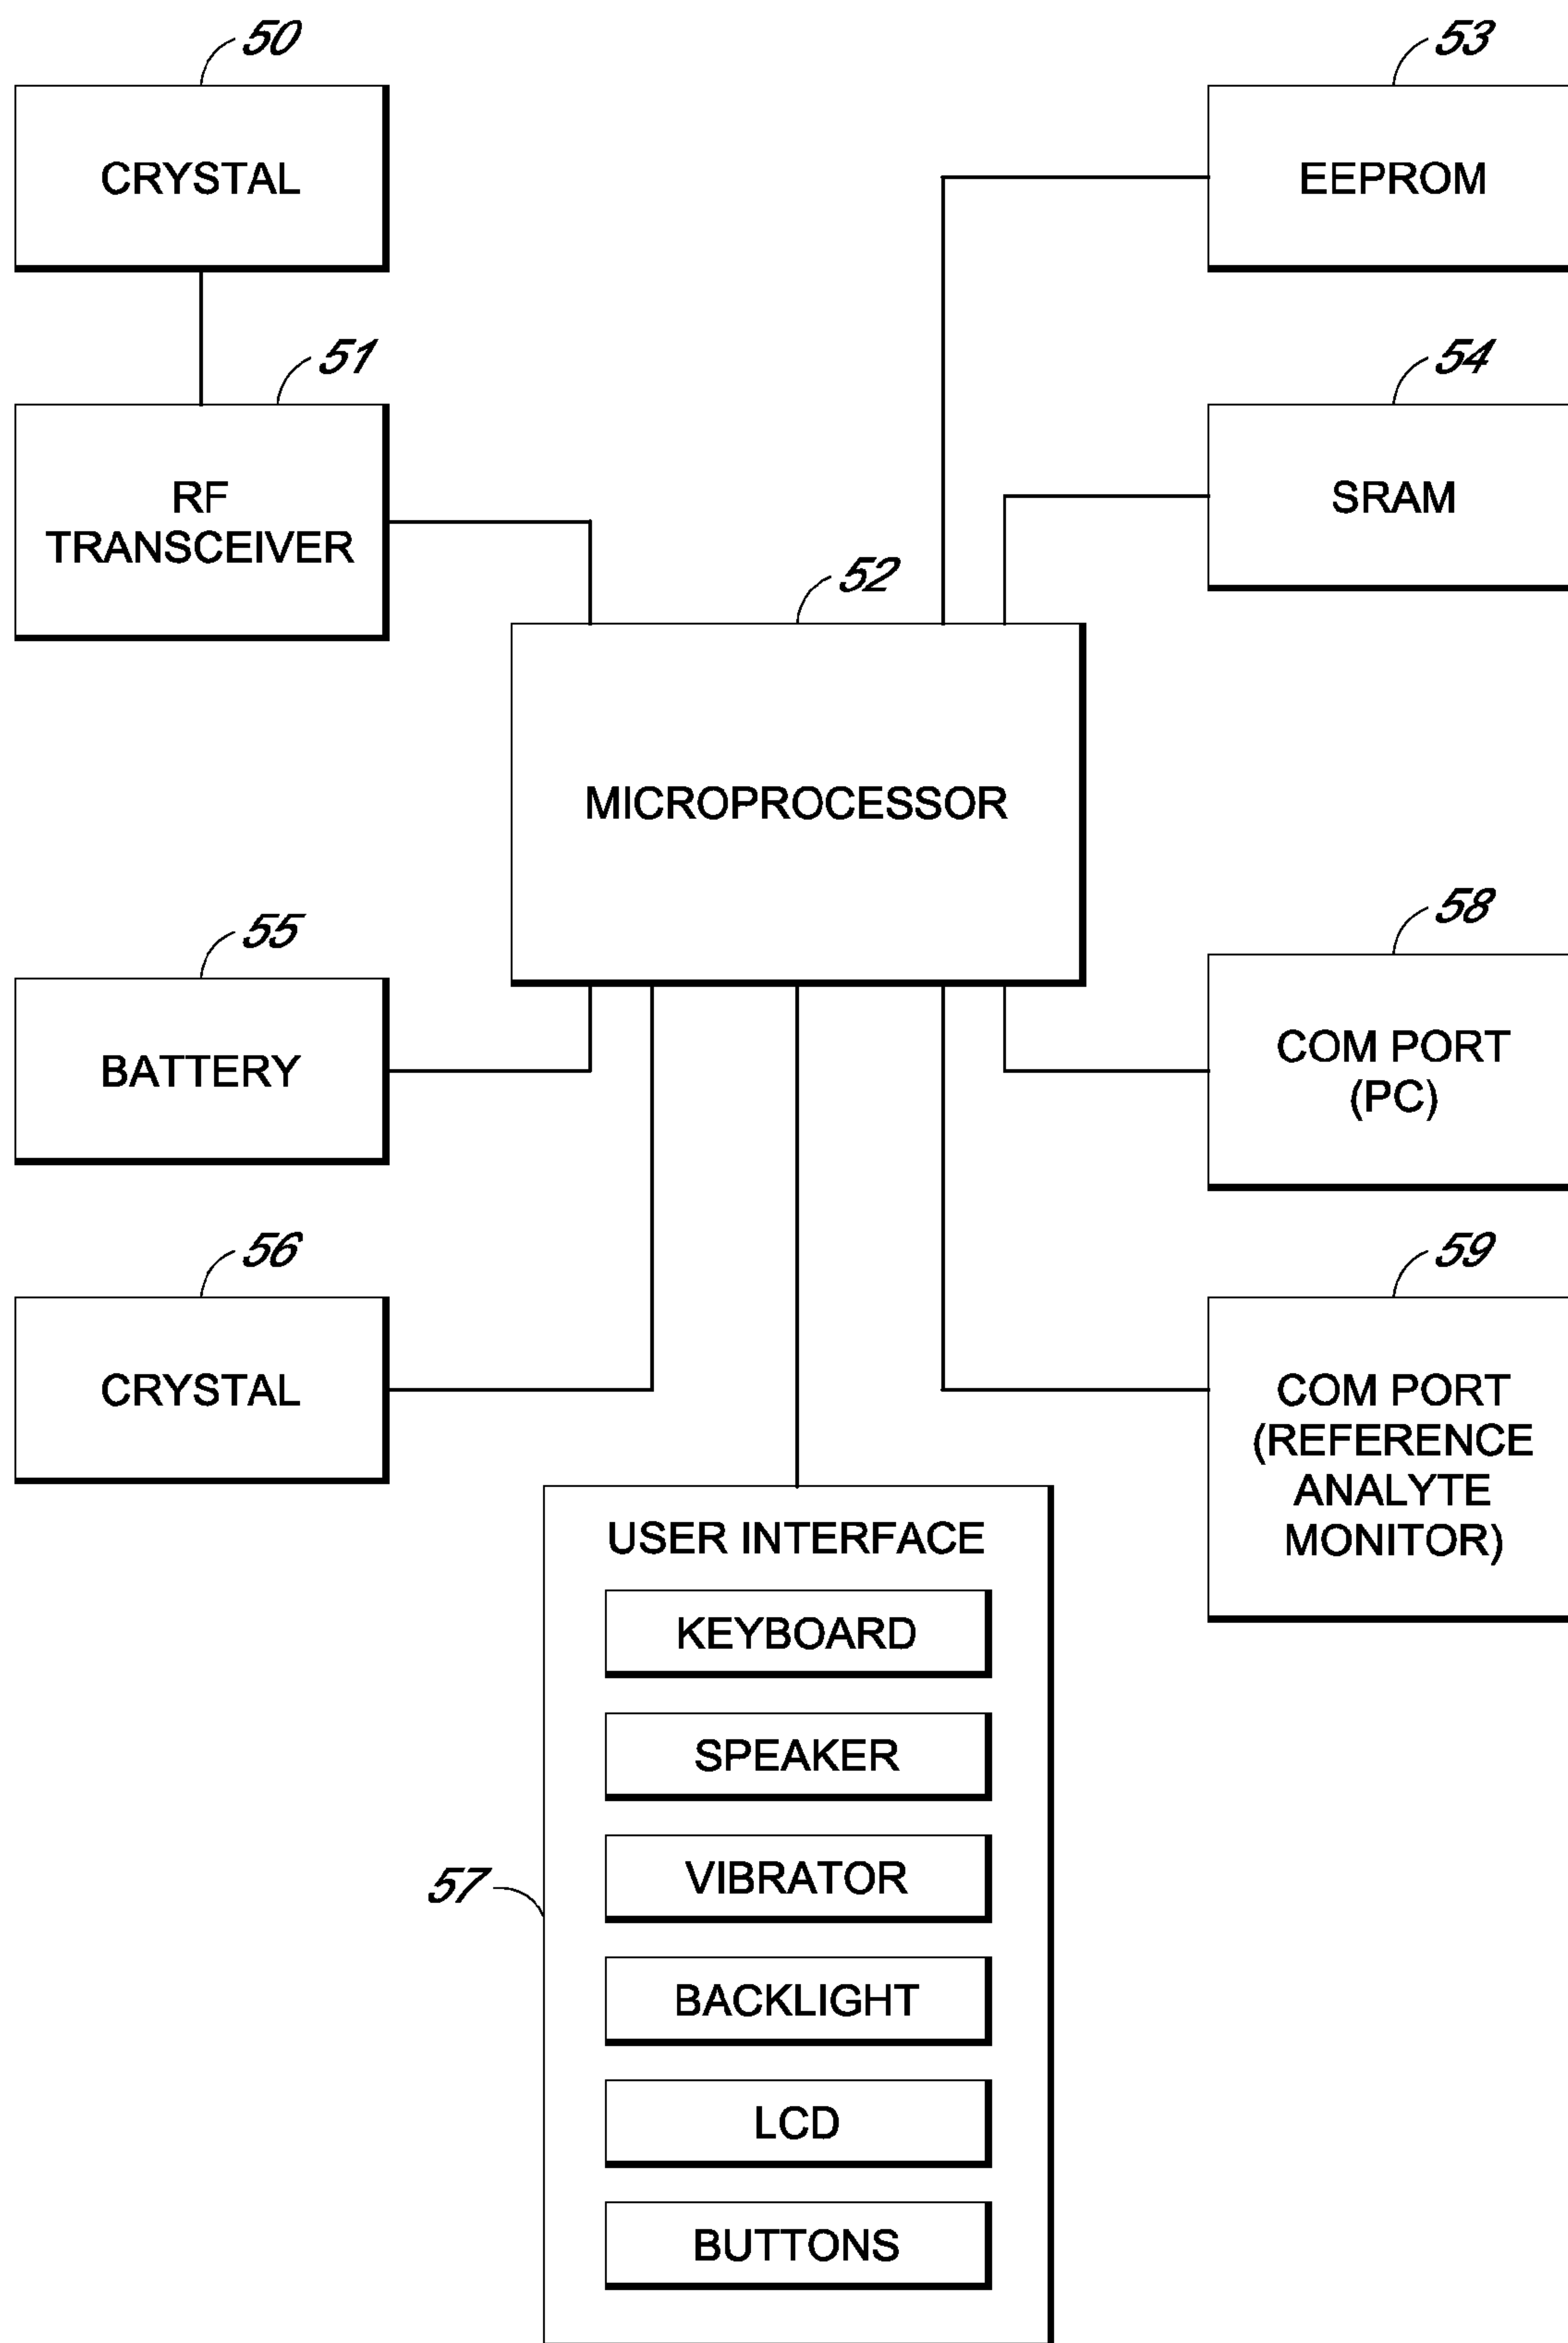 50
CRYSTAL
53
EEPROM
51
RF
TRANSCEIVER
54
SRAM
52
MICROPROCESSOR
55
BATTERY
58
COM PORT
(PC)
56
CRYSTAL
59
COM PORT
(REFERENCE
ANALYTE
MONITOR)
57
USER INTERFACE
KEYBOARD
SPEAKER
VIBRATOR
BACKLIGHT
LCD
BUTTONS